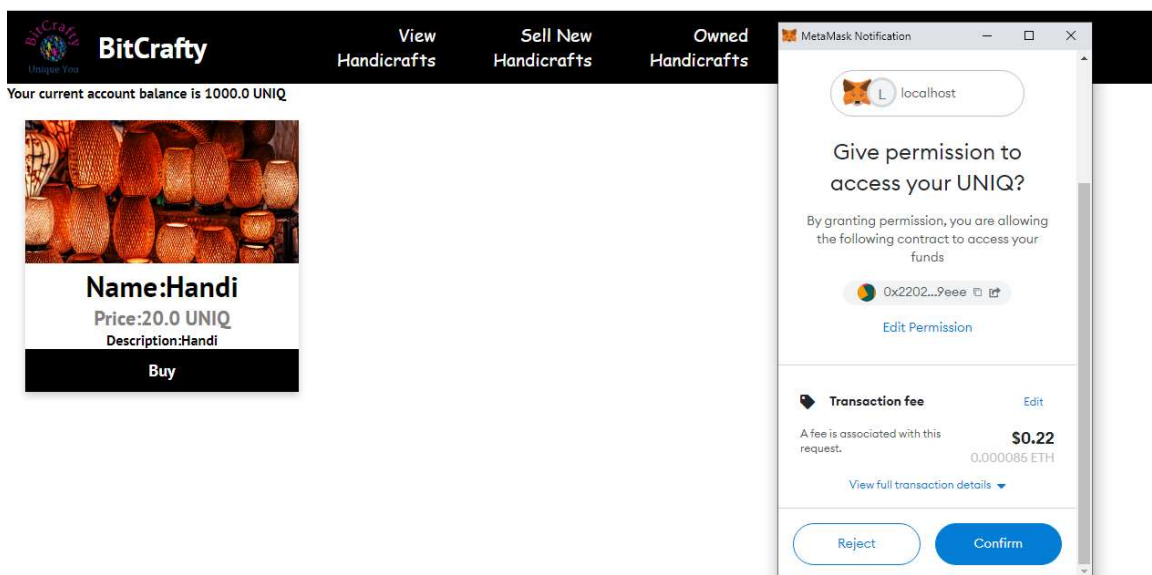 BitCrafty
Unique You
BitCrafty
View
Handicrafts
Sell New
Handicrafts
Owned
Handicrafts
Your current account balance is 1000.0 UNIQ
Name:Handi
Price:20.0 UNIQ
Description:Handi
Buy
MetaMask Notification
L localhost
Give permission to
access your UNIQ?
By granting permission, you are allowing
the following contract to access your
funds
0x2202...9eee
Edit Permission
Transaction fee
Edit
A fee is associated with this
request.
$0.22
0.000085 ETH
View full transaction details
Reject
Confirm